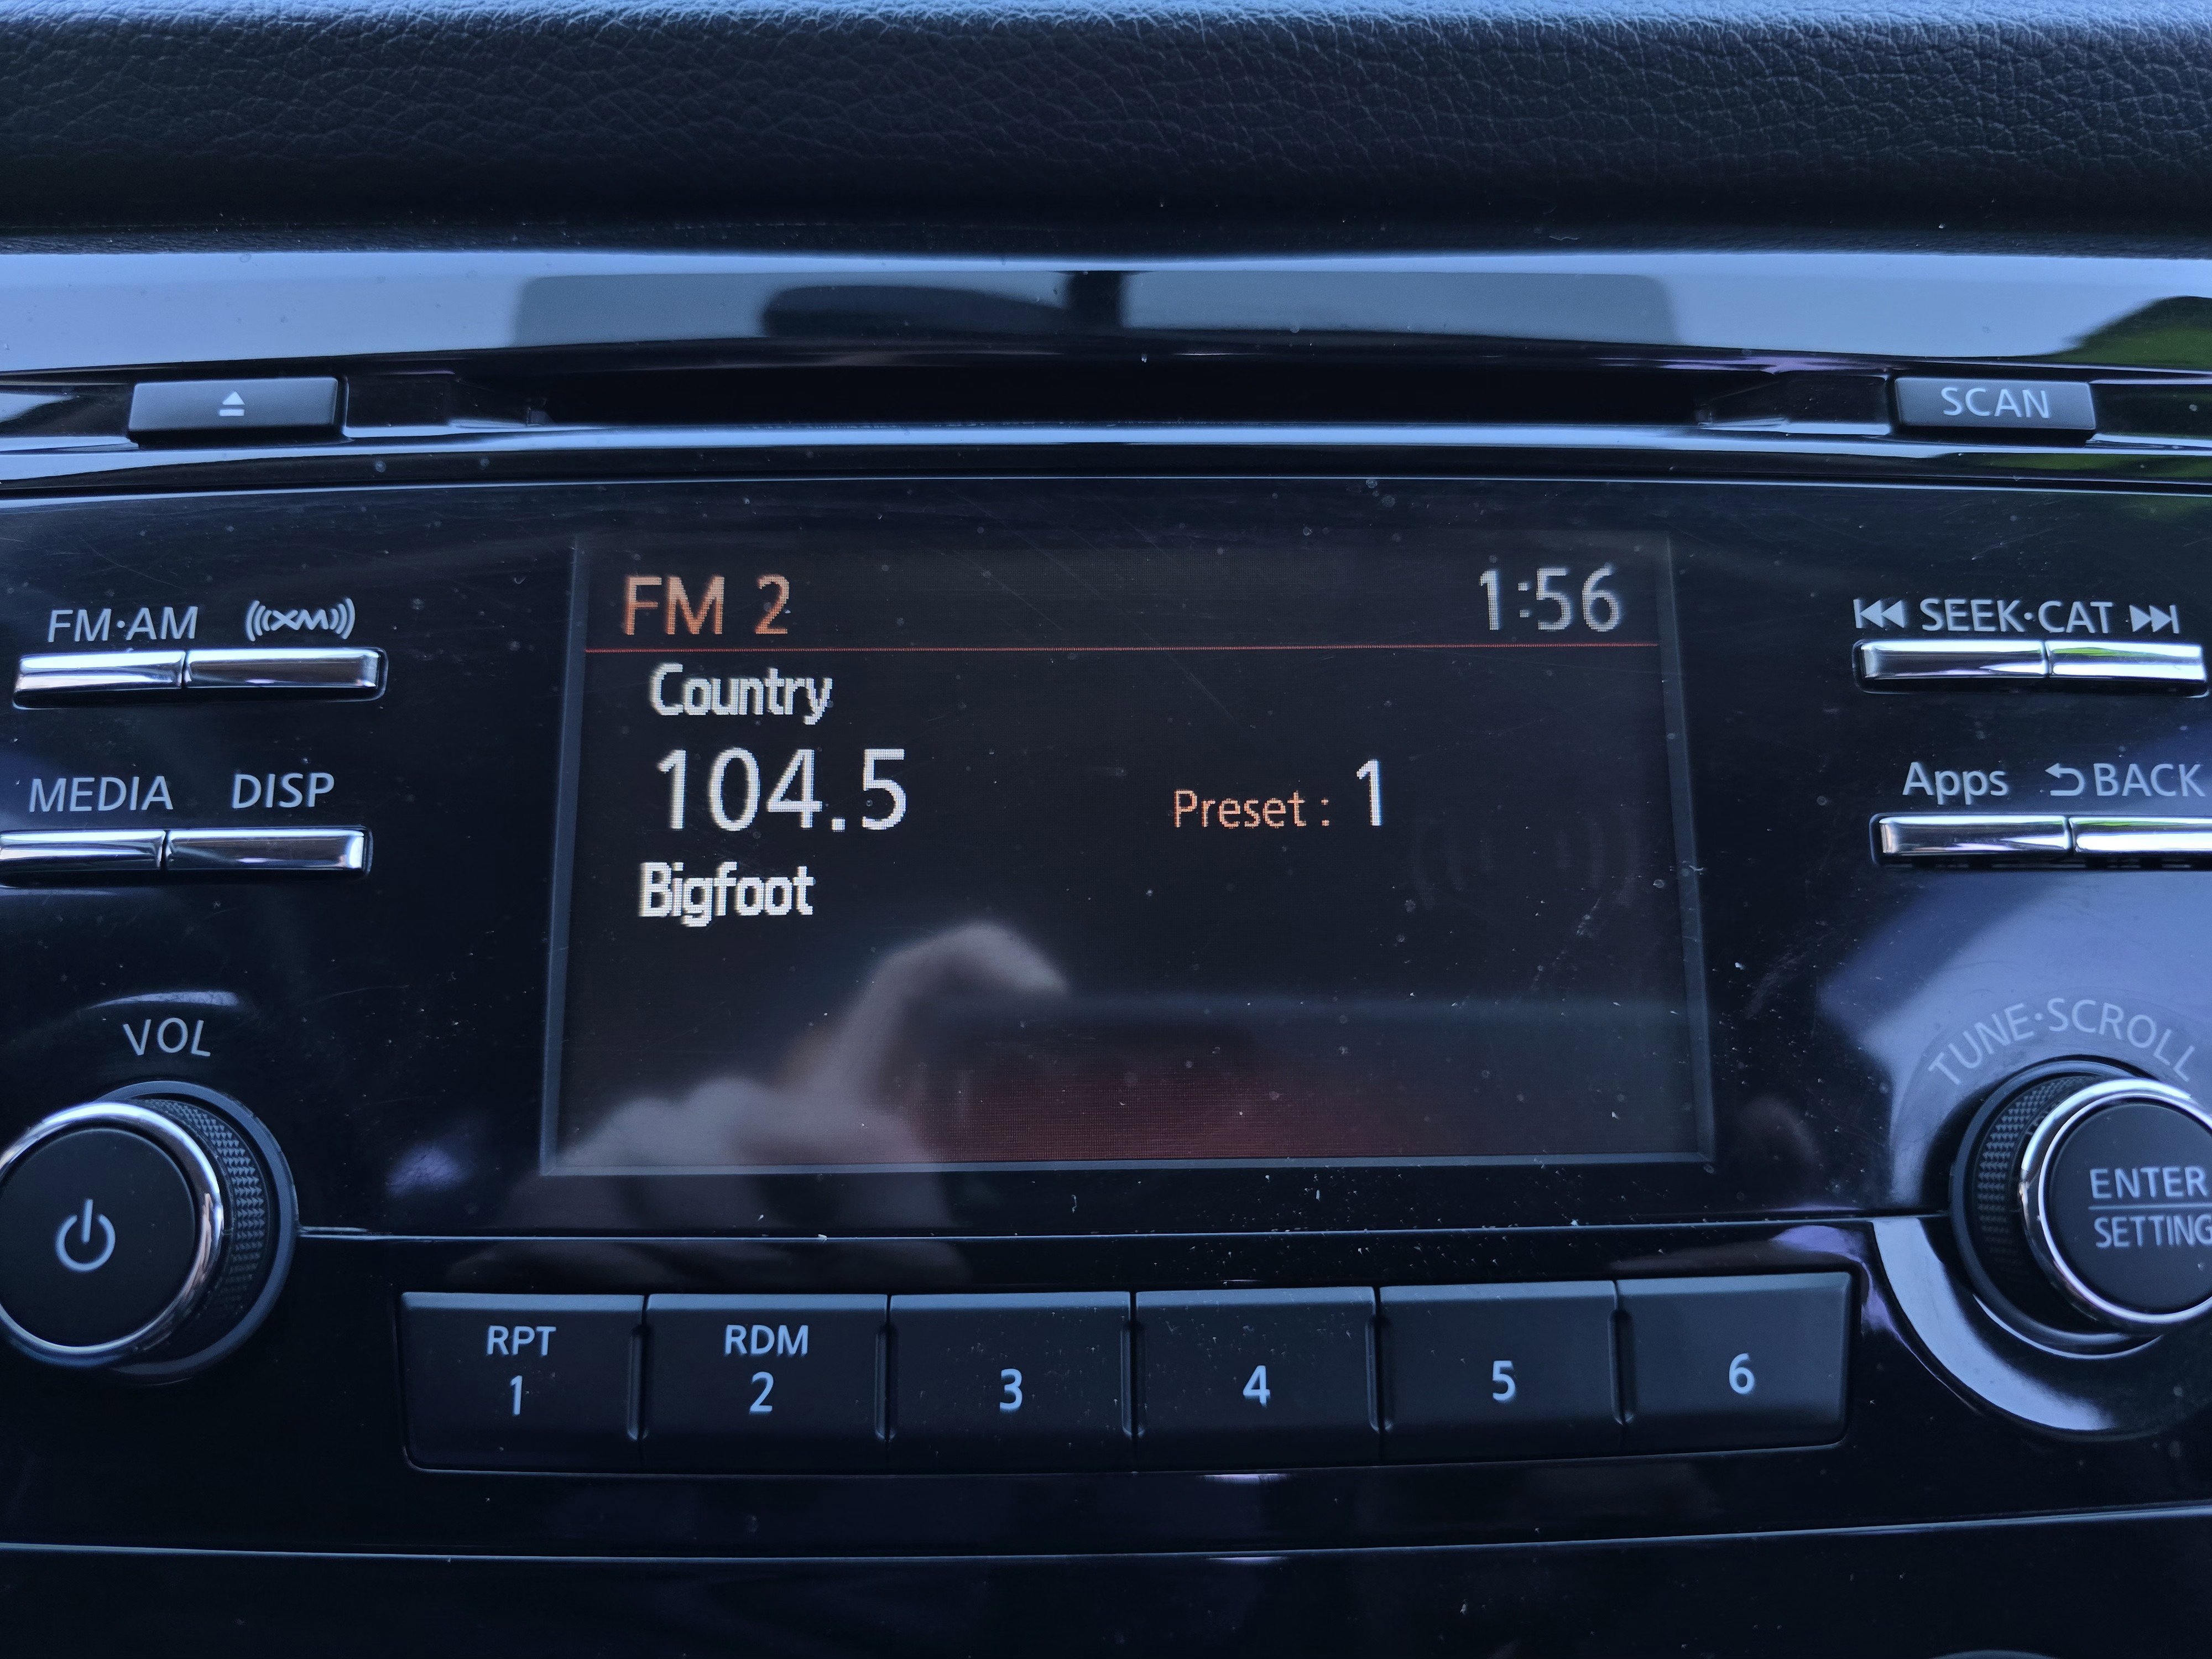 SCAN
FM·AM (((XM)))
FM 2 1:56
SEEK·CAT
Country
104.5 Preset : 1
Bigfoot
MEDIA DISP
Apps BACK
VOL
TUNE·SCROLL
ENTER
SETTING
RPT RDM
1 2 3 4 5 6